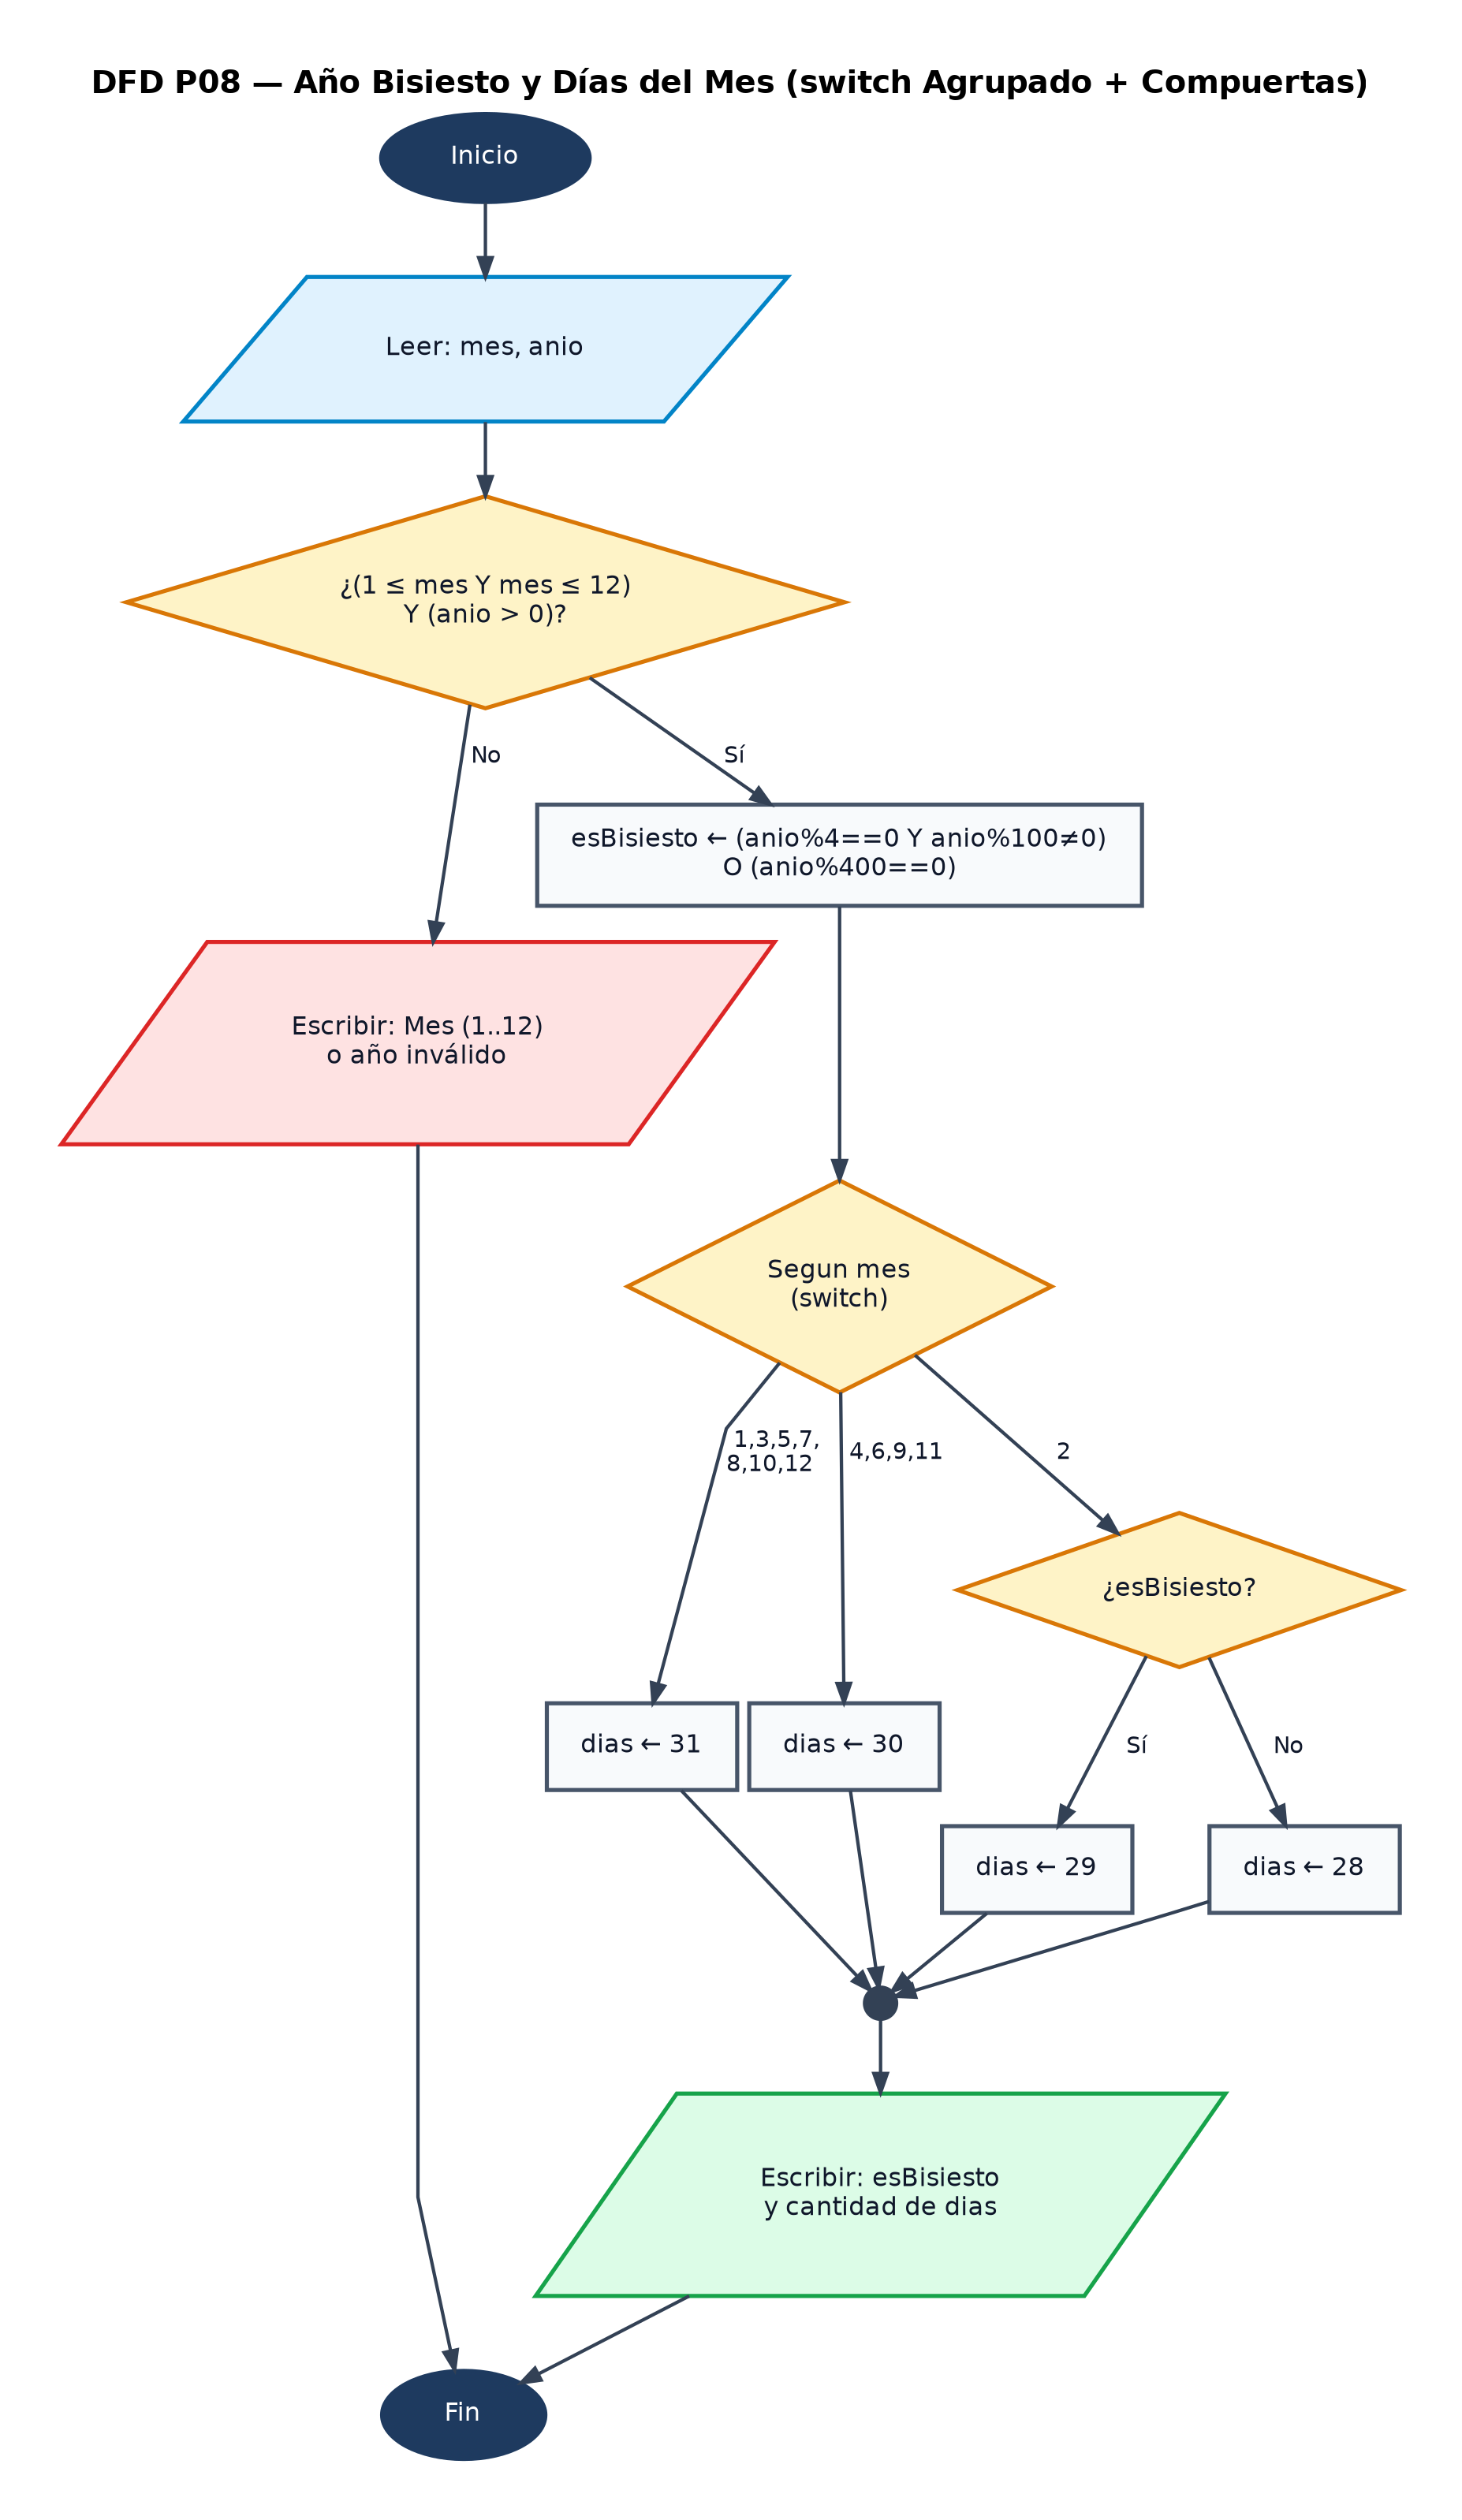 DFD P08 — Año Bisiesto y Días del Mes (switch Agrupado + Compuertas)
Inicio
Leer: mes, anio
¿(1 ≤ mes Y mes ≤ 12)
Y (anio > 0)?
No
Sí
esBisiesto ← (anio%4==0 Y anio%100≠0)
O (anio%400==0)
Escribir: Mes (1..12)
o año inválido
Segun mes
(switch)
1,3,5,7,
8,10,12
4,6,9,11
2
¿esBisiesto?
dias ← 31
dias ← 30
Sí
No
dias ← 29
dias ← 28
Escribir: esBisiesto
y cantidad de dias
Fin